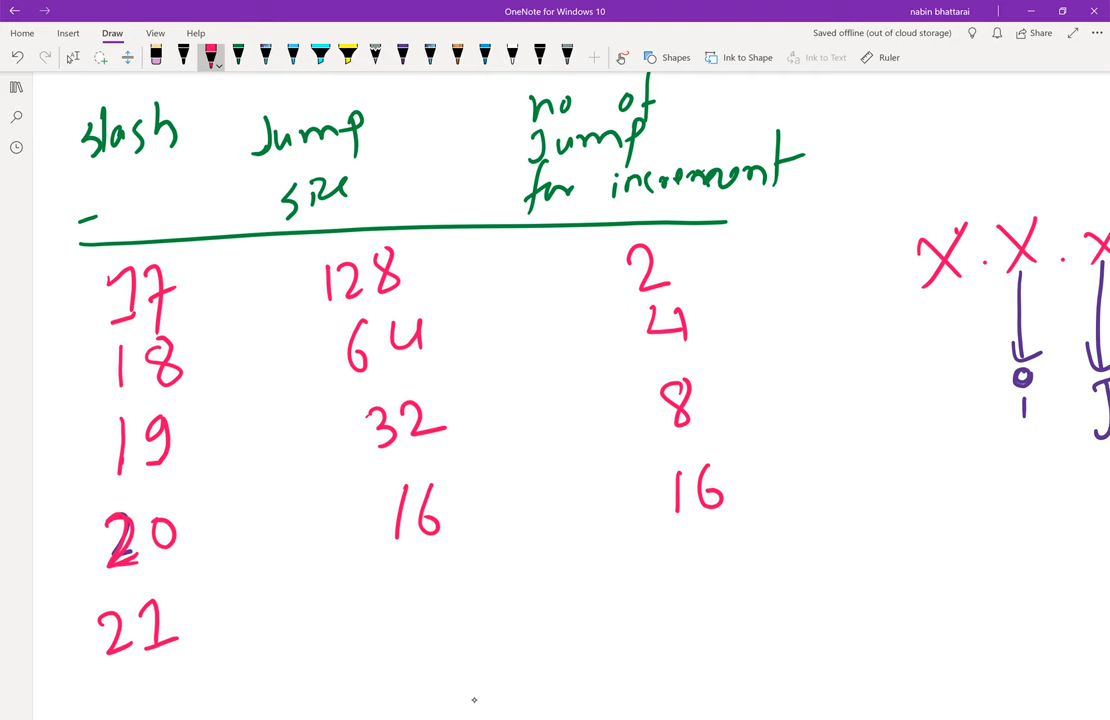 OneNote for Windows 10
nabin bhattarai
Home Insert Draw View Help
Saved offline (out of cloud storage)
Share
Shapes
Ink to Shape
Ink to Text
Ruler
slash
Jump
size
no of
Jump
for increment
17 128 2
18 64 4
19 32 8
20 16 16
21
X . X . X
0
1